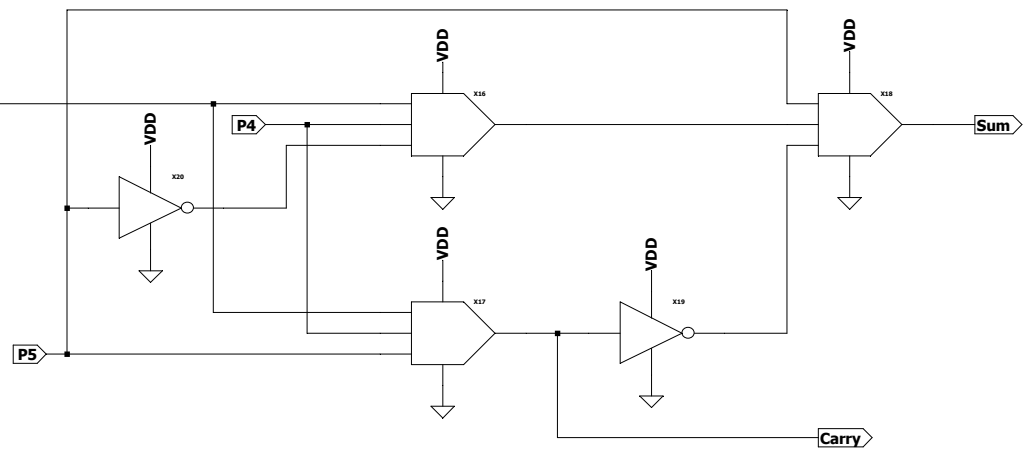 VDD
VDD
X16
X18
P4
Sum
VDD
X20
VDD
VDD
X17
X19
P5
Carry